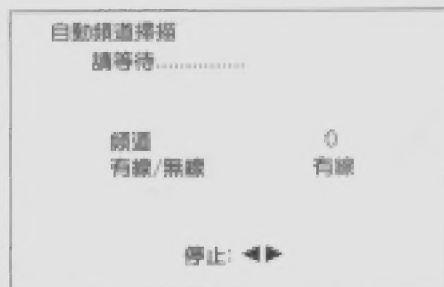 自動頻道掃描
請等待..............
頻道 0
有線/無線 有線
停止: ◀▶